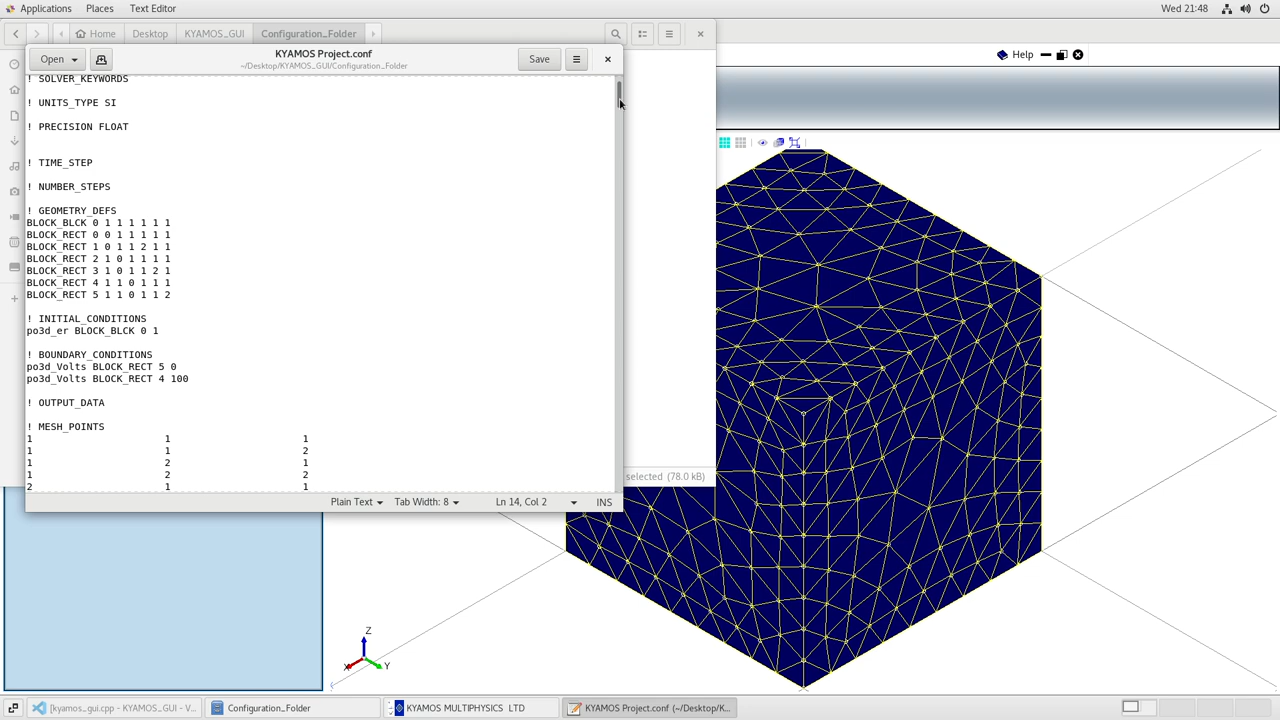 Applications Places Text Editor
Wed 21:48
Home Desktop KYAMOS_GUI Configuration_Folder
Open
KYAMOS Project.conf
~/Desktop/KYAMOS_GUI/Configuration_Folder
Save
Help
! SOLVER_KEYWORDS
! UNITS_TYPE SI
! PRECISION FLOAT
! TIME_STEP
! NUMBER_STEPS
! GEOMETRY_DEFS
BLOCK_BLCK 0 1 1 1 1 1 1
BLOCK_RECT 0 0 1 1 1 1 1
BLOCK_RECT 1 0 1 1 2 1 1
BLOCK_RECT 2 1 0 1 1 1 1
BLOCK_RECT 3 1 0 1 1 2 1
BLOCK_RECT 4 1 1 0 1 1 1
BLOCK_RECT 5 1 1 0 1 1 2
! INITIAL_CONDITIONS
po3d_er BLOCK_BLCK 0 1
! BOUNDARY_CONDITIONS
po3d_Volts BLOCK_RECT 5 0
po3d_Volts BLOCK_RECT 4 100
! OUTPUT_DATA
! MESH_POINTS
1 1 1
1 1 2
1 2 1
1 2 2
2 1 1
selected (78.0 kB)
Plain Text Tab Width: 8 Ln 14, Col 2 INS
Z
X Y
[kyamos_gui.cpp - KYAMOS_GUI - V... Configuration_Folder KYAMOS MULTIPHYSICS LTD KYAMOS Project.conf (~/Desktop/K...